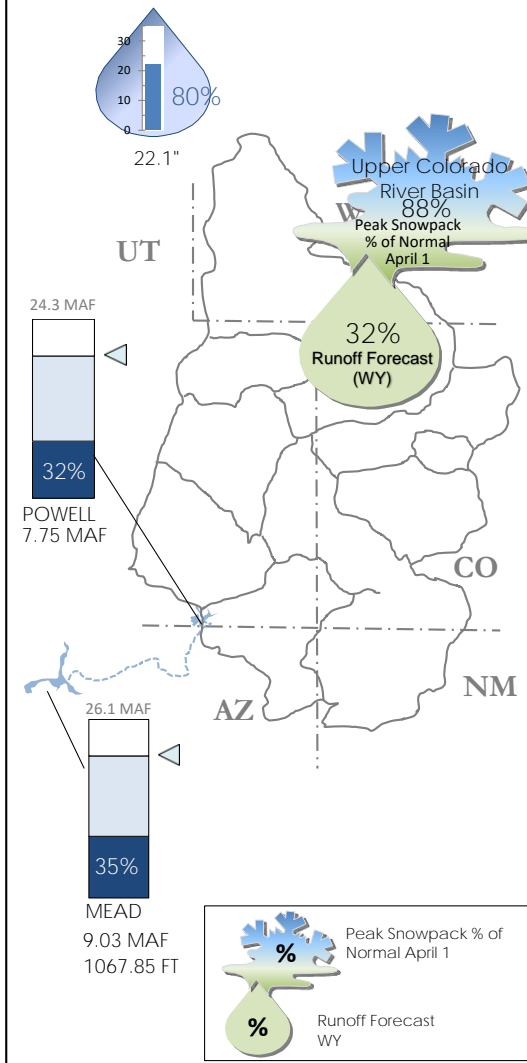 30
20
10
0
80%
22.1"
Upper Colorado
River Basin
88%
Peak Snowpack
% of Normal
April 1
W
UT
32%
Runoff Forecast
(WY)
24.3 MAF
32%
POWELL
7.75 MAF
CO
NM
AZ
26.1 MAF
35%
MEAD
9.03 MAF
1067.85 FT
%
Peak Snowpack % of
Normal April 1
%
Runoff Forecast
WY